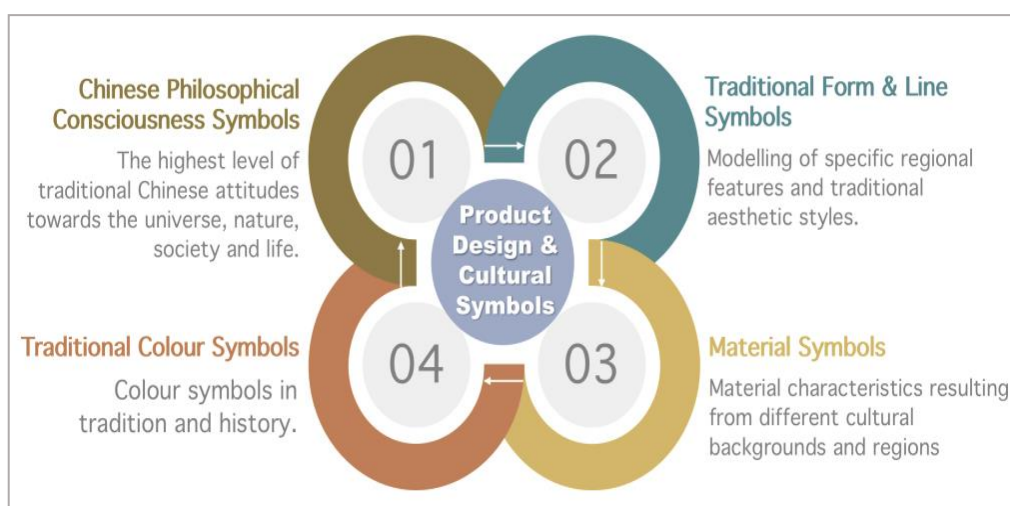 Chinese Philosophical
Consciousness Symbols
The highest level of
traditional Chinese attitudes
towards the universe, nature,
society and life.
01
02
Traditional Form & Line
Symbols
Modelling of specific regional
features and traditional
aesthetic styles.
Product
Design &
Cultural
Symbols
Traditional Colour Symbols
Colour symbols in
tradition and history.
04
03
Material Symbols
Material characteristics resulting
from different cultural
backgrounds and regions